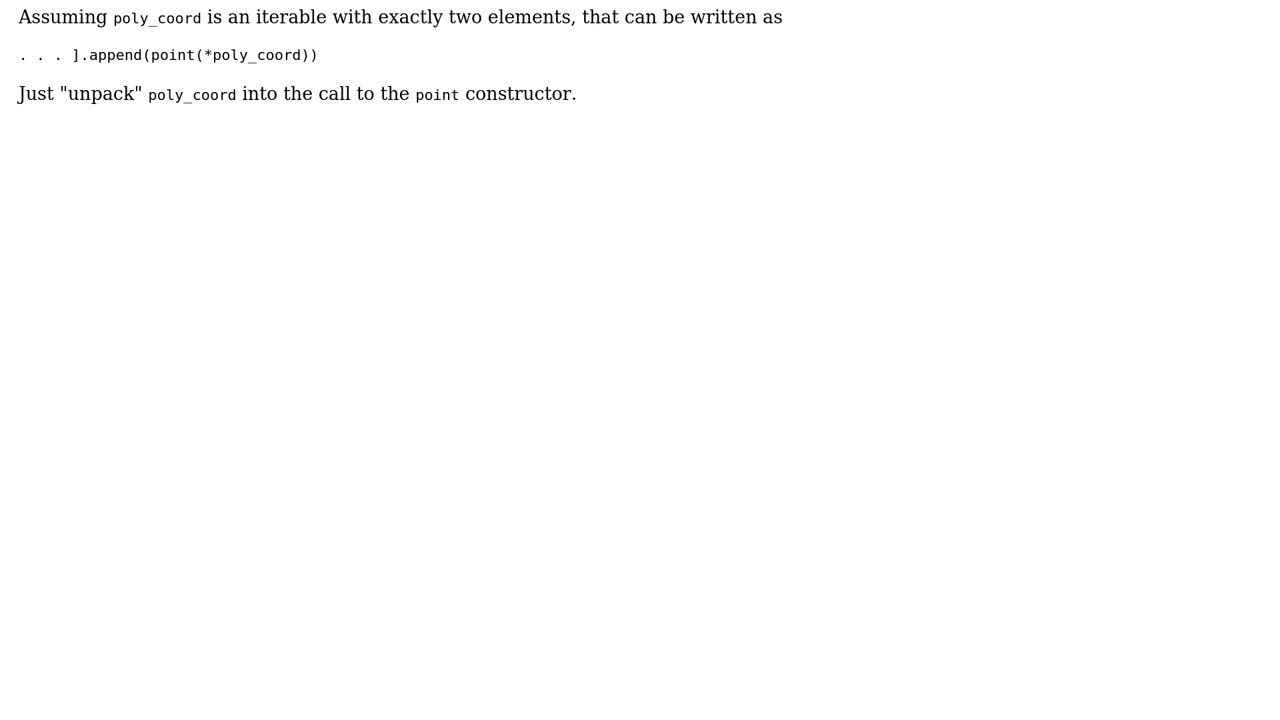 Assuming poly_coord is an iterable with exactly two elements, that can be written as
. . . ].append(point(*poly_coord))
Just "unpack" poly_coord into the call to the point constructor.